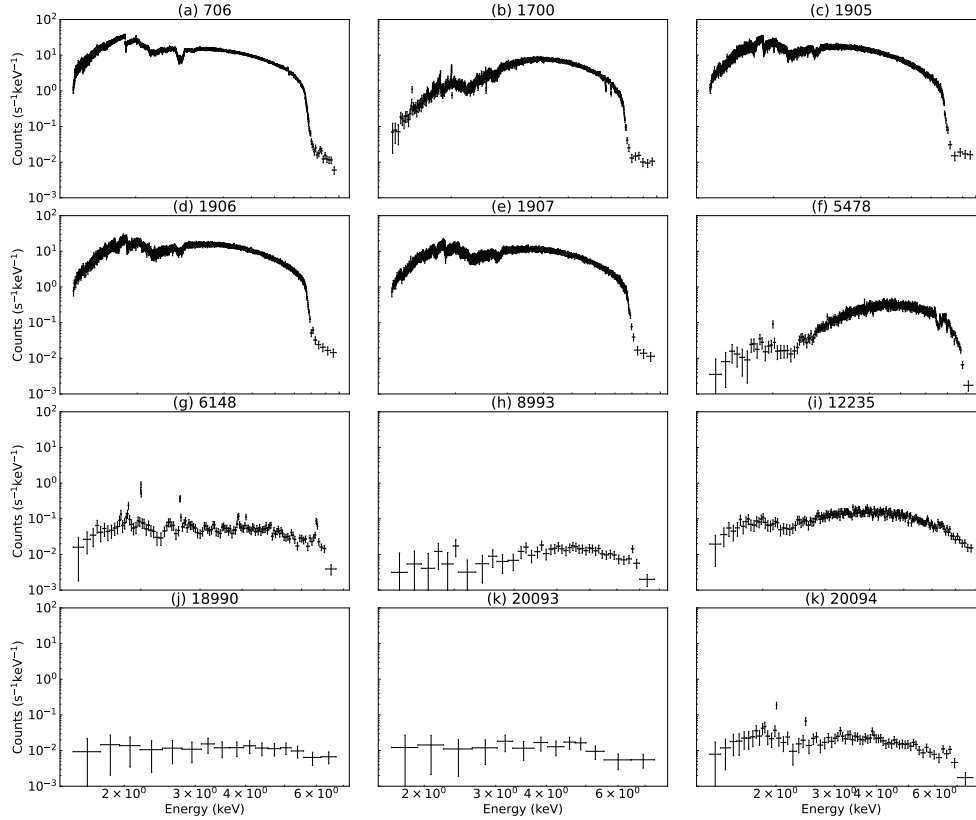 (a) 706
(b) 1700
(c) 1905
10²
10¹
10⁰
10⁻¹
10⁻²
10⁻³
Counts (s⁻¹keV⁻¹)
(d) 1906
(e) 1907
(f) 5478
10²
10¹
10⁰
10⁻¹
10⁻²
10⁻³
Counts (s⁻¹keV⁻¹)
(g) 6148
(h) 8993
(i) 12235
10²
10¹
10⁰
10⁻¹
10⁻²
10⁻³
Counts (s⁻¹keV⁻¹)
(j) 18990
(k) 20093
(k) 20094
10²
10¹
10⁰
10⁻¹
10⁻²
10⁻³
Counts (s⁻¹keV⁻¹)
2 × 10⁰ 3 × 10⁰ 4 × 10⁰ 6 × 10⁰
2 × 10⁰ 3 × 10⁰ 4 × 10⁰ 6 × 10⁰
2 × 10⁰ 3 × 10⁰ 4 × 10⁰ 6 × 10⁰
Energy (keV)
Energy (keV)
Energy (keV)